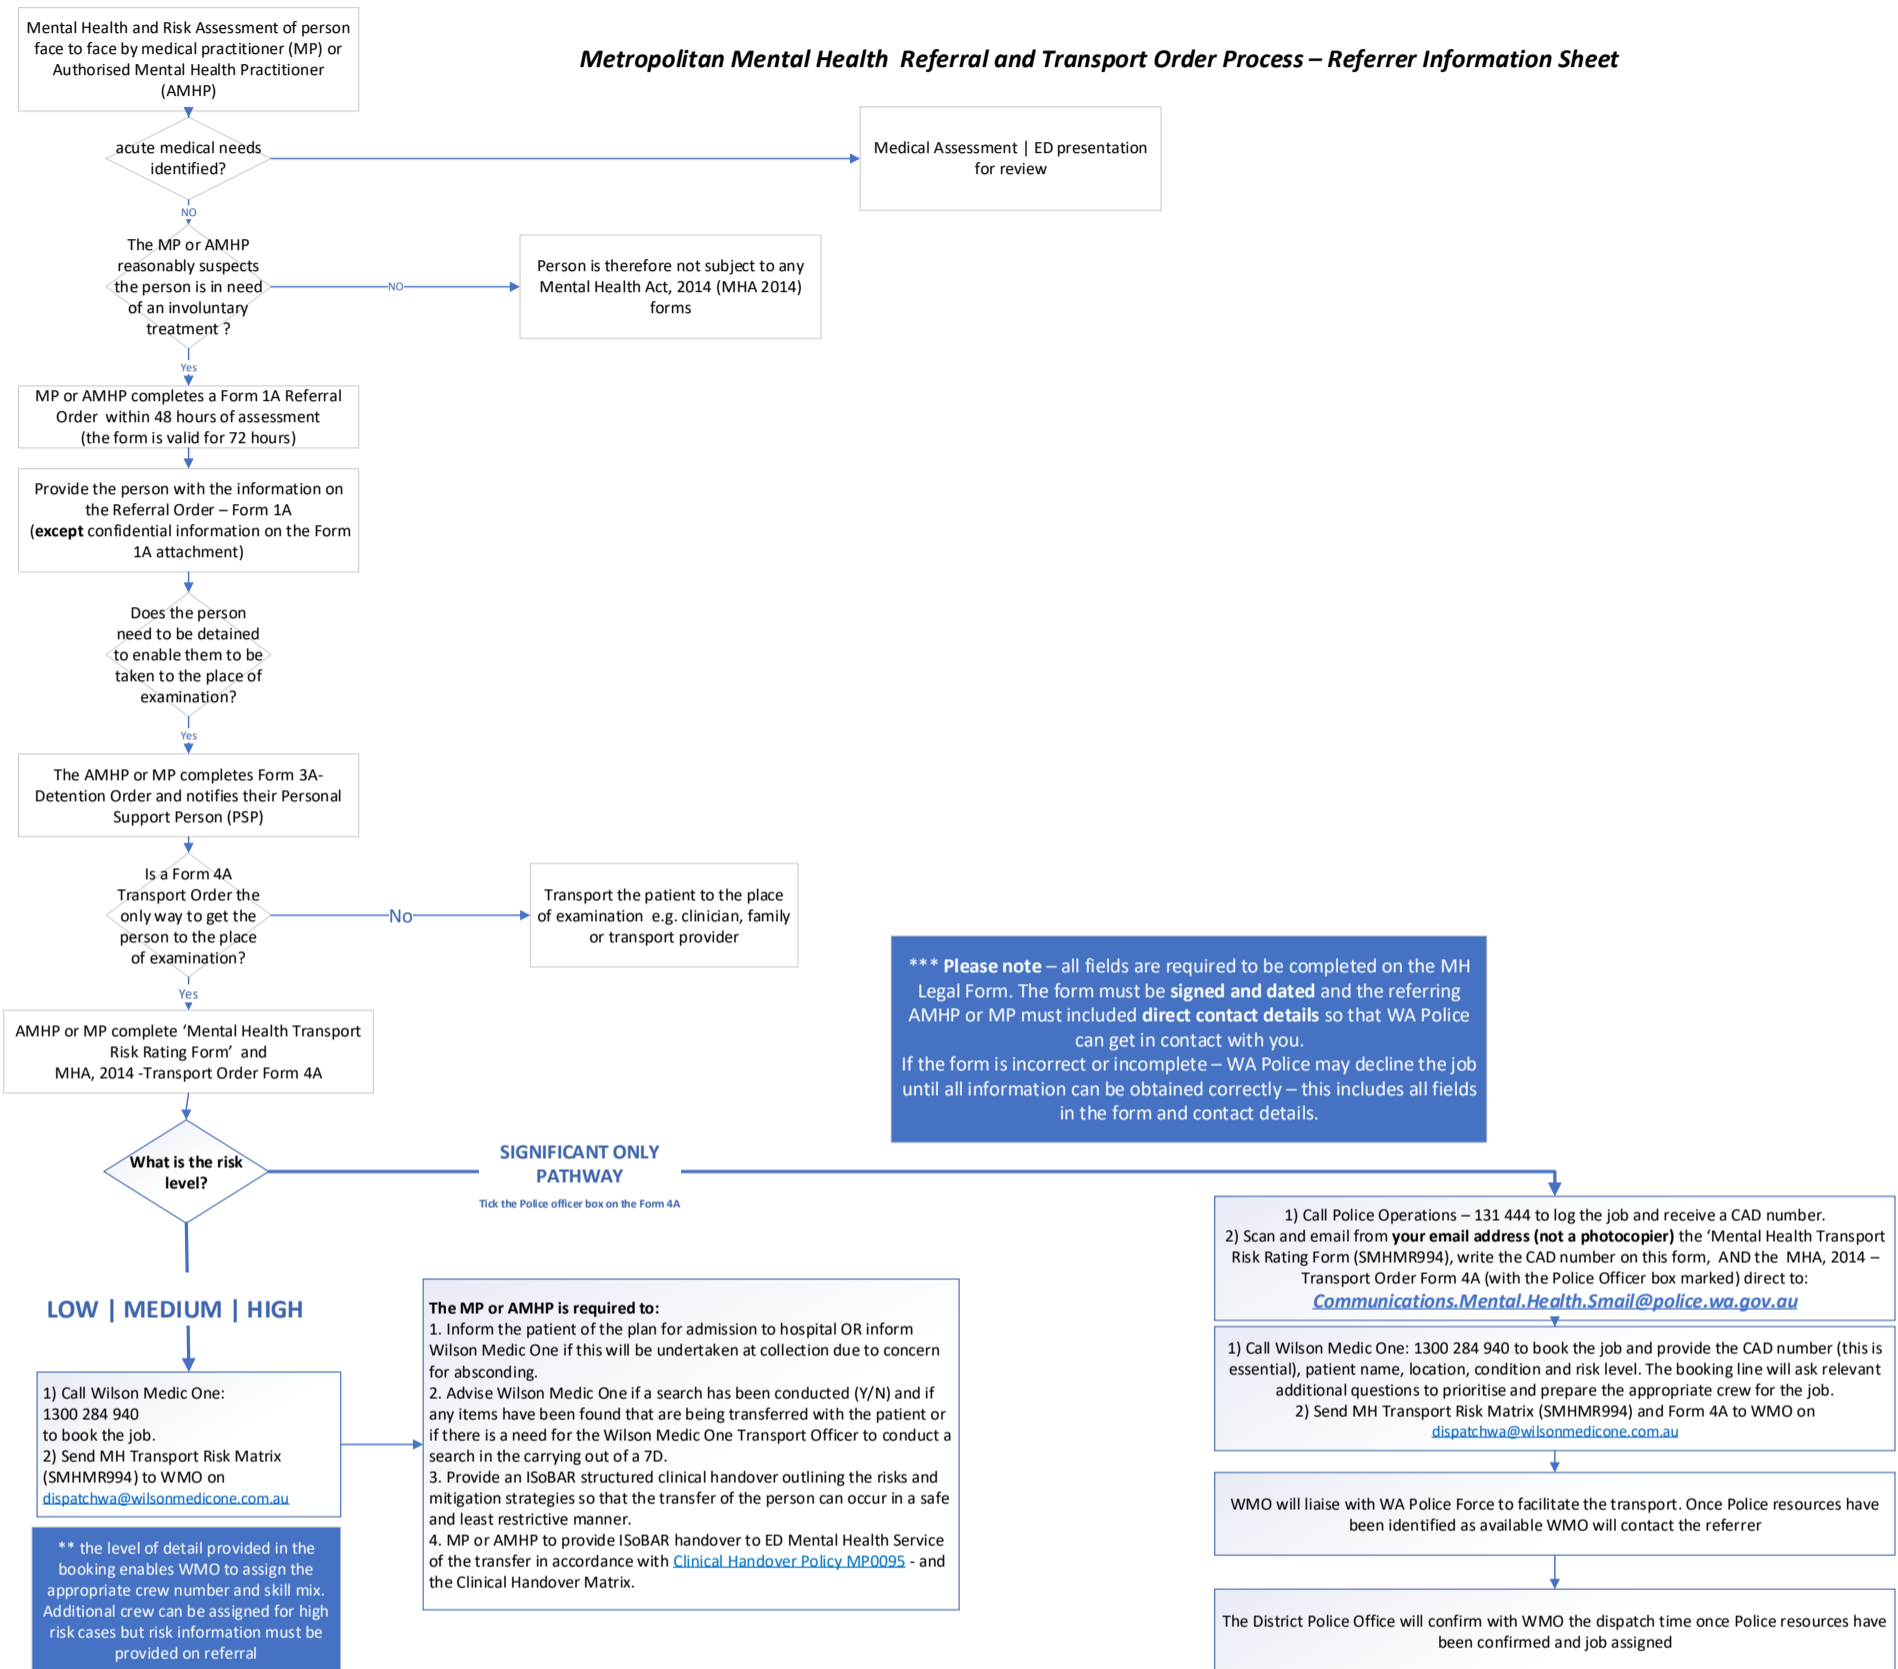 Metropolitan Mental Health Referral and Transport Order Process – Referrer Information Sheet
Mental Health and Risk Assessment of person
face to face by medical practitioner (MP) or
Authorised Mental Health Practitioner
(AMHP)
acute medical needs
identified?
Medical Assessment | ED presentation
for review
NO
The MP or AMHP
reasonably suspects
the person is in need
of an involuntary
treatment ?
NO
Person is therefore not subject to any
Mental Health Act, 2014 (MHA 2014)
forms
Yes
MP or AMHP completes a Form 1A Referral
Order within 48 hours of assessment
(the form is valid for 72 hours)
Provide the person with the information on
the Referral Order – Form 1A
(except confidential information on the Form
1A attachment)
Does the person
need to be detained
to enable them to be
taken to the place of
examination?
Yes
The AMHP or MP completes Form 3A-
Detention Order and notifies their Personal
Support Person (PSP)
Is a Form 4A
Transport Order the
only way to get the
person to the place
of examination?
No
Transport the patient to the place
of examination e.g. clinician, family
or transport provider
Yes
AMHP or MP complete ‘Mental Health Transport
Risk Rating Form’ and
MHA, 2014 -Transport Order Form 4A
*** Please note – all fields are required to be completed on the MH
Legal Form. The form must be signed and dated and the referring
AMHP or MP must included direct contact details so that WA Police
can get in contact with you.
If the form is incorrect or incomplete – WA Police may decline the job
until all information can be obtained correctly – this includes all fields
in the form and contact details.
What is the risk
level?
SIGNIFICANT ONLY
PATHWAY
Tick the Police officer box on the Form 4A
LOW | MEDIUM | HIGH
1) Call Wilson Medic One:
1300 284 940
to book the job.
2) Send MH Transport Risk Matrix
(SMHMR994) to WMO on
dispatchwa@wilsonmedicone.com.au
** the level of detail provided in the
booking enables WMO to assign the
appropriate crew number and skill mix.
Additional crew can be assigned for high
risk cases but risk information must be
provided on referral
The MP or AMHP is required to:
1. Inform the patient of the plan for admission to hospital OR inform
Wilson Medic One if this will be undertaken at collection due to concern
for absconding.
2. Advise Wilson Medic One if a search has been conducted (Y/N) and if
any items have been found that are being transferred with the patient or
if there is a need for the Wilson Medic One Transport Officer to conduct a
search in the carrying out of a 7D.
3. Provide an ISoBAR structured clinical handover outlining the risks and
mitigation strategies so that the transfer of the person can occur in a safe
and least restrictive manner.
4. MP or AMHP to provide ISoBAR handover to ED Mental Health Service
of the transfer in accordance with Clinical Handover Policy MP0095 - and
the Clinical Handover Matrix.
1) Call Police Operations – 131 444 to log the job and receive a CAD number.
2) Scan and email from your email address (not a photocopier) the ‘Mental Health Transport
Risk Rating Form (SMHMR994), write the CAD number on this form, AND the MHA, 2014 –
Transport Order Form 4A (with the Police Officer box marked) direct to:
Communications.Mental.Health.Smail@police.wa.gov.au
1) Call Wilson Medic One: 1300 284 940 to book the job and provide the CAD number (this is
essential), patient name, location, condition and risk level. The booking line will ask relevant
additional questions to prioritise and prepare the appropriate crew for the job.
2) Send MH Transport Risk Matrix (SMHMR994) and Form 4A to WMO on
dispatchwa@wilsonmedicone.com.au
WMO will liaise with WA Police Force to facilitate the transport. Once Police resources have
been identified as available WMO will contact the referrer
The District Police Office will confirm with WMO the dispatch time once Police resources have
been confirmed and job assigned